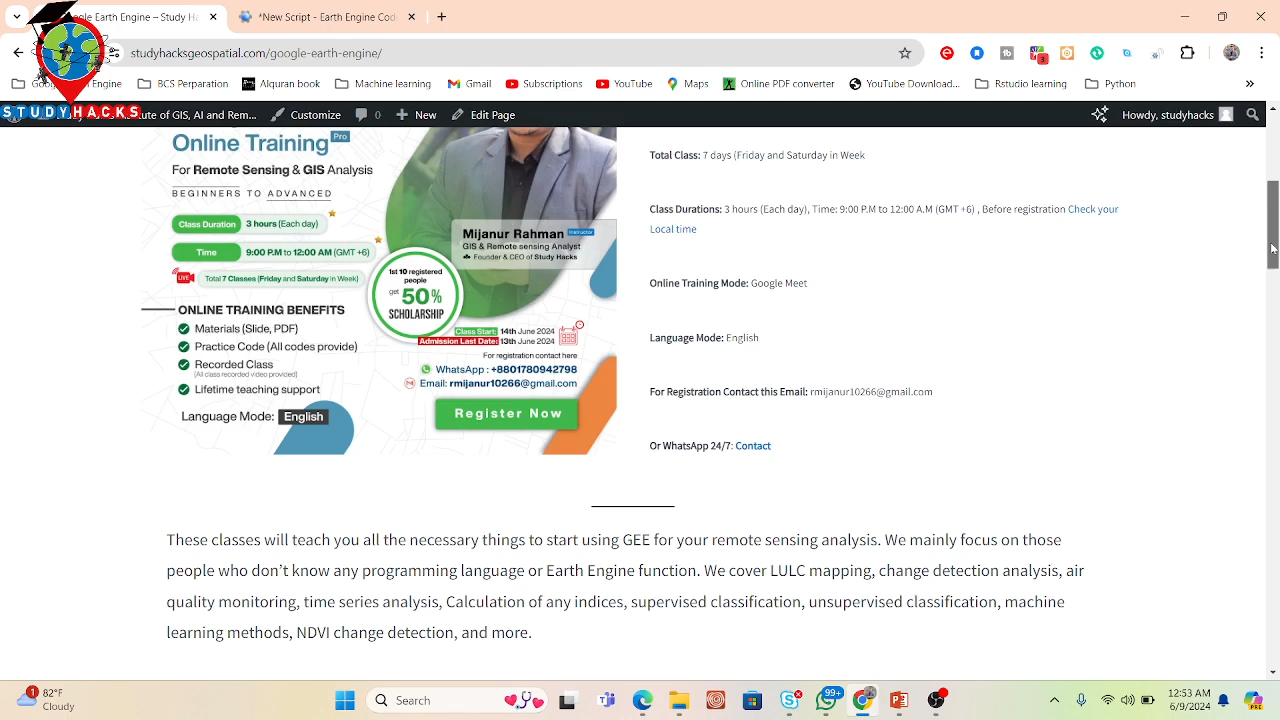 Google Earth Engine – Study Ha
*New Script - Earth Engine Cod
studyhacksgeospatial.com/google-earth-engine/
3
RCS Perparation
Alquran book
Machine learning
Gmail
Subscriptions
YouTube
Maps
Online PDF converter
YouTube Download...
Rstudio learning
Python
STUDYHACKS
Customize
0
New
Edit Page
Howdy, studyhacks
Online Training Pro
For Remote Sensing & GIS Analysis
BEGINNERS TO ADVANCED
Class Duration 3 hours (Each day)
Time 9:00 P.M to 12:00 AM (GMT +6)
LIVE Total 7 Classes (Friday and Saturday in Week)
ONLINE TRAINING BENEFITS
Materials (Slide, PDF)
Practice Code (All codes provide)
Recorded Class
(All class recorded video provided)
Lifetime teaching support
Language Mode: English
Mijanur Rahman Instructor
GIS & Remote sensing Analyst
Founder & CEO of Study Hacks
1st 10 registered
people
get 50%
SCHOLARSHIP
Class Start: 14th June 2024
Admission Last Date: 13th June 2024
For registration contact here
WhatsApp : +8801780942798
Email: rmijanur10266@gmail.com
Register Now
Total Class: 7 days (Friday and Saturday in Week
Class Durations: 3 hours (Each day), Time: 9:00 P.M to 12:00 A.M (GMT +6) , Before registration Check your
Local time
Online Training Mode: Google Meet
Language Mode: English
For Registration Contact this Email: rmijanur10266@gmail.com
Or WhatsApp 24/7: Contact
These classes will teach you all the necessary things to start using GEE for your remote sensing analysis. We mainly focus on those
people who don’t know any programming language or Earth Engine function. We cover LULC mapping, change detection analysis, air
quality monitoring, time series analysis, Calculation of any indices, supervised classification, unsupervised classification, machine
learning methods, NDVI change detection, and more.
1
82°F
Cloudy
Search
99+
12:53 AM
6/9/2024